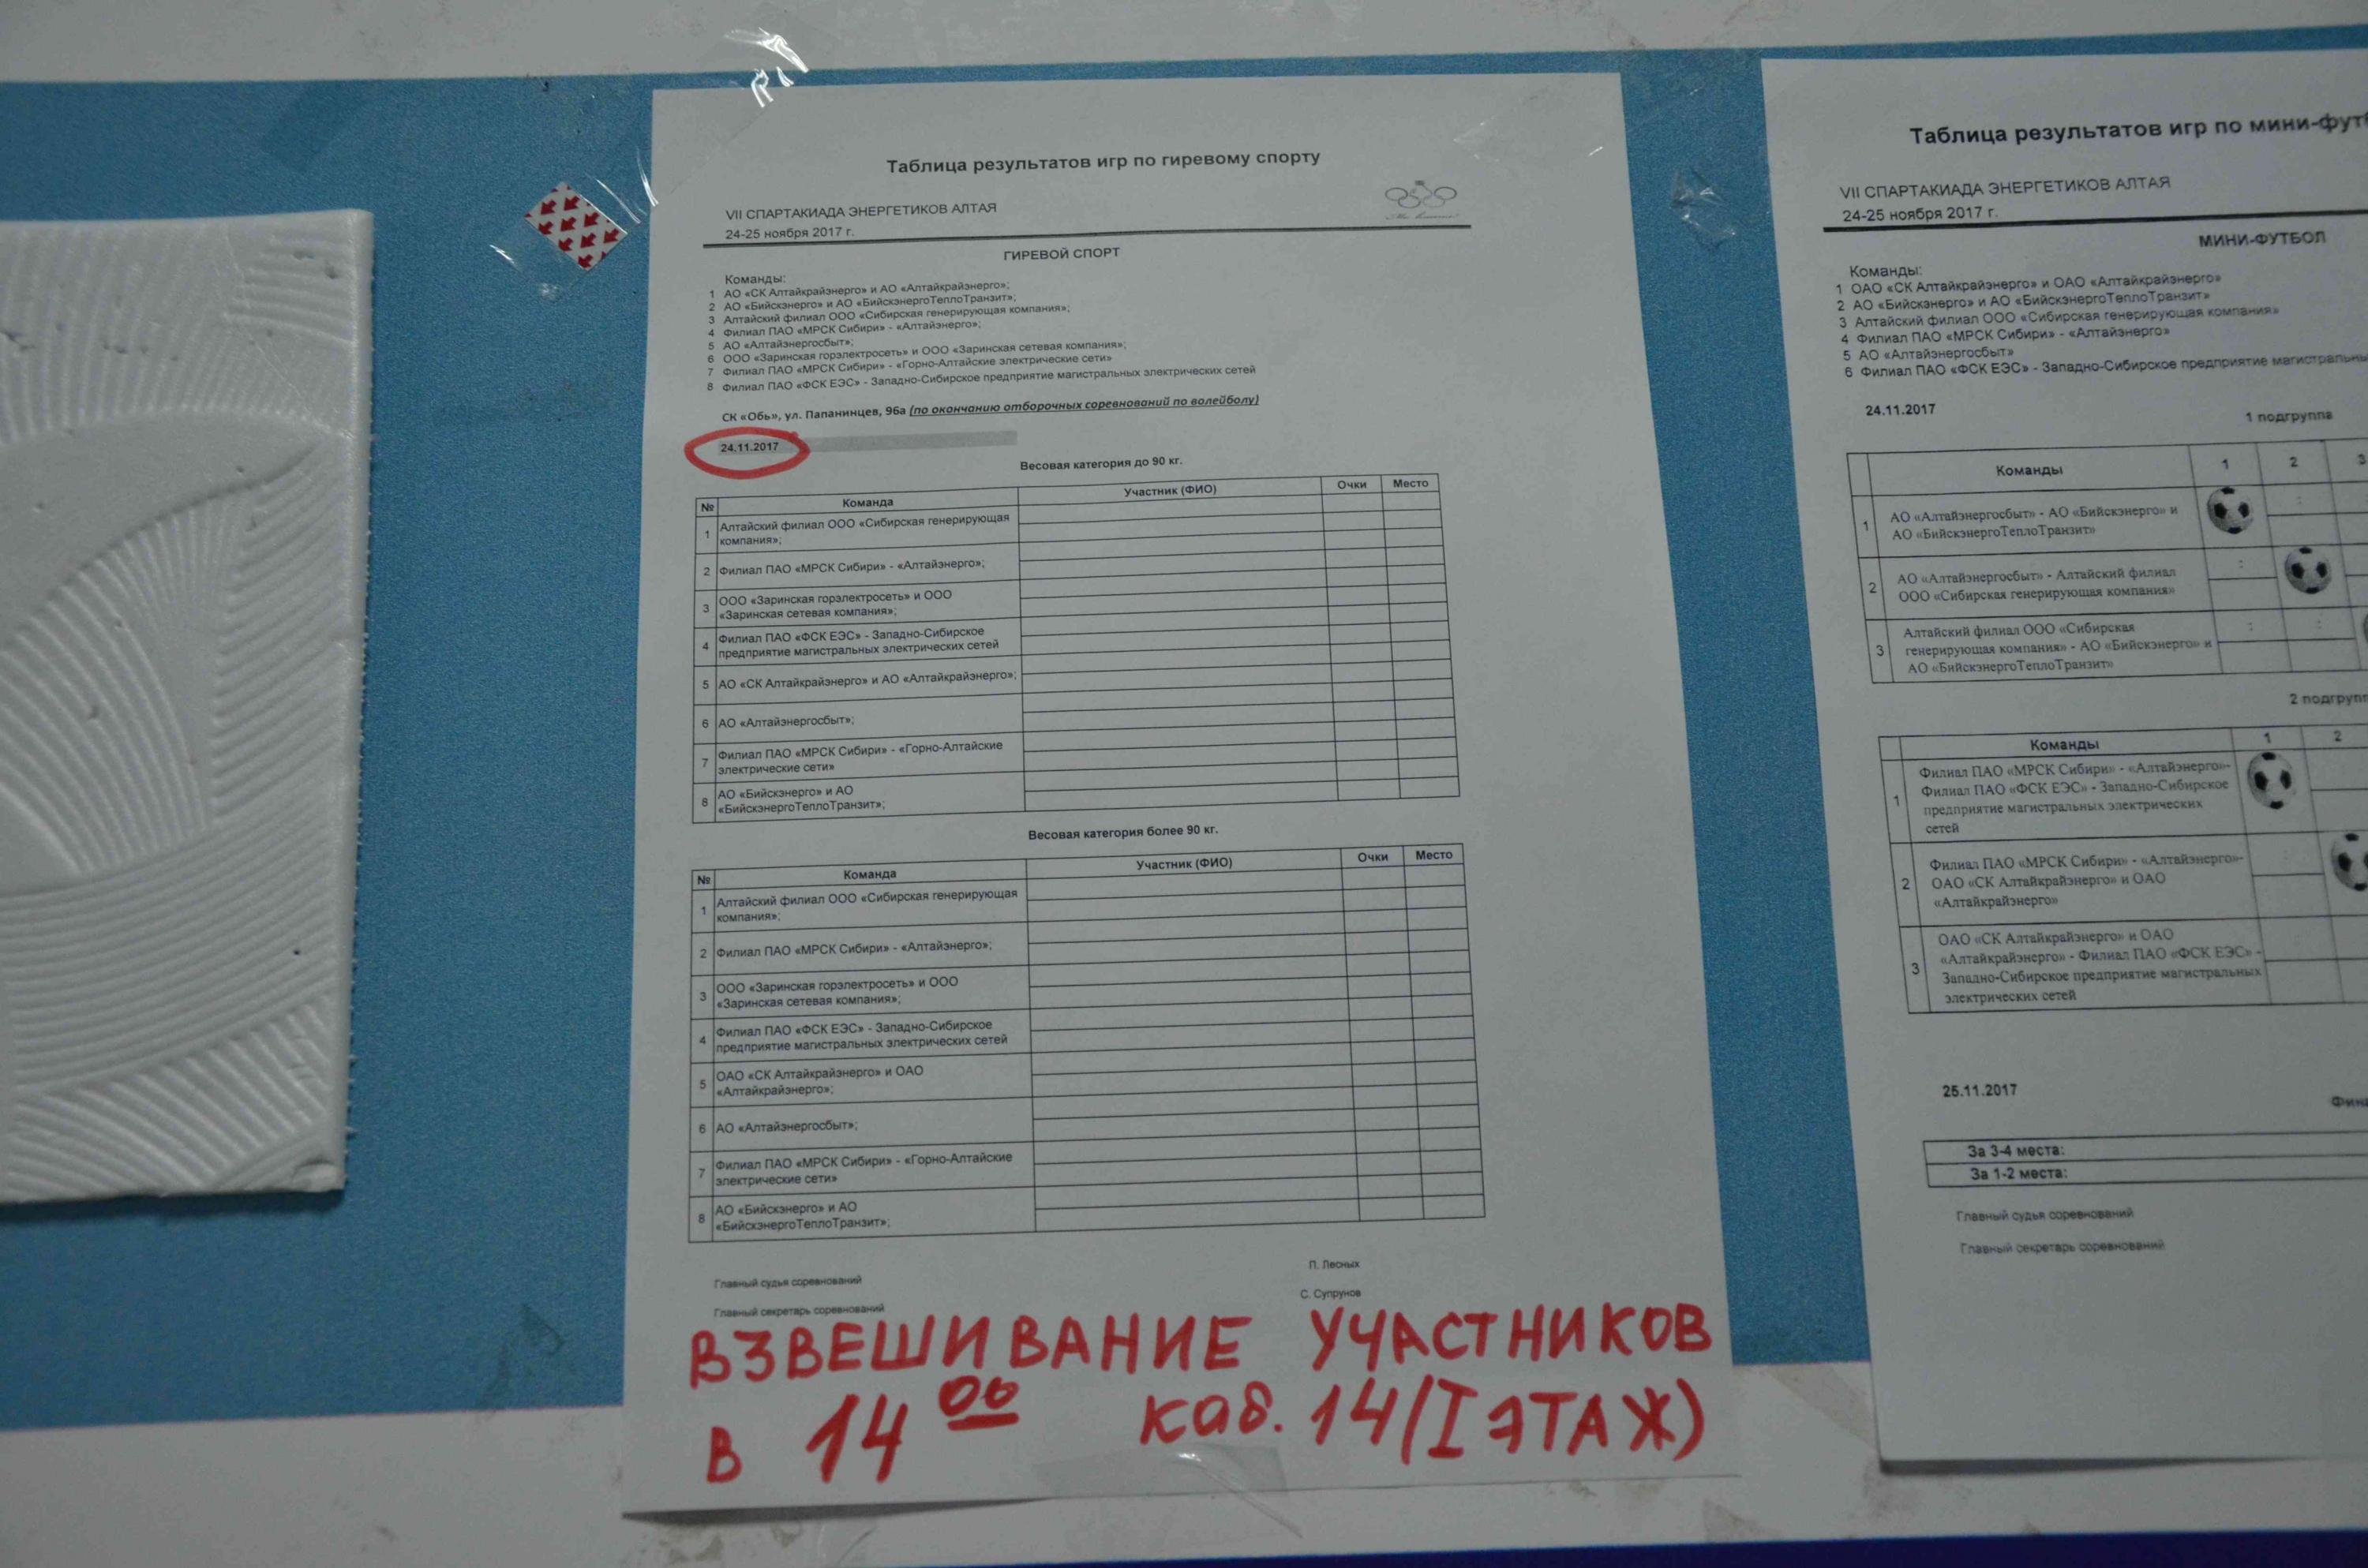 Таблица результатов игр по гиревому спорту
VII СПАРТАКИАДА ЭНЕРГЕТИКОВ АЛТАЯ
24-25 ноября 2017 г.
ГИРЕВОЙ СПОРТ
Команды:
1 АО «СК Алтайкрайэнерго» и АО «Алтайкрайэнерго»;
2 АО «Бийскэнерго» и АО «БийскэнергоТеплоТранзит»;
3 Алтайский филиал ООО «Сибирская генерирующая компания»;
4 Филиал ПАО «МРСК Сибири» - «Алтайэнерго»;
5 АО «Алтайэнергосбыт»;
6 ООО «Заринская горэлектросеть» и ООО «Заринская сетевая компания»;
7 Филиал ПАО «МРСК Сибири» - «Горно-Алтайские электрические сети»
8 Филиал ПАО «ФСК ЕЭС» - Западно-Сибирское предприятие магистральных электрических сетей
СК «Обь», ул. Папанинцев, 96а (по окончанию отборочных соревнований по волейболу)
24.11.2017
Весовая категория до 90 кг.
№ Команда Участник (ФИО) Очки Место
1 Алтайский филиал ООО «Сибирская генерирующая
компания»;
2 Филиал ПАО «МРСК Сибири» - «Алтайэнерго»;
3 ООО «Заринская горэлектросеть» и ООО
«Заринская сетевая компания»;
4 Филиал ПАО «ФСК ЕЭС» - Западно-Сибирское
предприятие магистральных электрических сетей
5 АО «СК Алтайкрайэнерго» и АО «Алтайкрайэнерго»;
6 АО «Алтайэнергосбыт»;
7 Филиал ПАО «МРСК Сибири» - «Горно-Алтайские
электрические сети»
8 АО «Бийскэнерго» и АО
«БийскэнергоТеплоТранзит»;
Весовая категория более 90 кг.
№ Команда Участник (ФИО) Очки Место
1 Алтайский филиал ООО «Сибирская генерирующая
компания»;
2 Филиал ПАО «МРСК Сибири» - «Алтайэнерго»;
3 ООО «Заринская горэлектросеть» и ООО
«Заринская сетевая компания»;
4 Филиал ПАО «ФСК ЕЭС» - Западно-Сибирское
предприятие магистральных электрических сетей
5 ОАО «СК Алтайкрайэнерго» и ОАО
«Алтайкрайэнерго»;
6 АО «Алтайэнергосбыт»;
7 Филиал ПАО «МРСК Сибири» - «Горно-Алтайские
электрические сети»
8 АО «Бийскэнерго» и АО
«БийскэнергоТеплоТранзит»;
Главный судья соревнований П. Лесных
Главный секретарь соревнований С. Супрунов
ВЗВЕШИВАНИЕ УЧАСТНИКОВ
В 14 00 каб. 14 (I ЭТАЖ)
Таблица результатов игр по мини-фут
VII СПАРТАКИАДА ЭНЕРГЕТИКОВ АЛТАЯ
24-25 ноября 2017 г.
МИНИ-ФУТБОЛ
Команды:
1 ОАО «СК Алтайкрайэнерго» и ОАО «Алтайкрайэнерго»
2 АО «Бийскэнерго» и АО «БийскэнергоТеплоТранзит»
3 Алтайский филиал ООО «Сибирская генерирующая компания»
4 Филиал ПАО «МРСК Сибири» - «Алтайэнерго»
5 АО «Алтайэнергосбыт»
6 Филиал ПАО «ФСК ЕЭС» - Западно-Сибирское предприятие магистральны
24.11.2017
1 подгруппа
Команды 1 2 3
1 АО «Алтайэнергосбыт» - АО «Бийскэнерго» и
АО «БийскэнергоТеплоТранзит»
2 АО «Алтайэнергосбыт» - Алтайский филиал
ООО «Сибирская генерирующая компания»
3 Алтайский филиал ООО «Сибирская
генерирующая компания» - АО «Бийскэнерго» и
АО «БийскэнергоТеплоТранзит»
2 подгрупп
Команды 1 2
1 Филиал ПАО «МРСК Сибири» - «Алтайэнерго»-
Филиал ПАО «ФСК ЕЭС» - Западно-Сибирское
предприятие магистральных электрических
сетей
2 Филиал ПАО «МРСК Сибири» - «Алтайэнерго»-
ОАО «СК Алтайкрайэнерго» и ОАО
«Алтайкрайэнерго»
3 ОАО «СК Алтайкрайэнерго» и ОАО
«Алтайкрайэнерго» - Филиал ПАО «ФСК ЕЭС» -
Западно-Сибирское предприятие магистральных
электрических сетей
25.11.2017
Фина
За 3-4 места:
За 1-2 места:
Главный судья соревнований
Главный секретарь соревнований